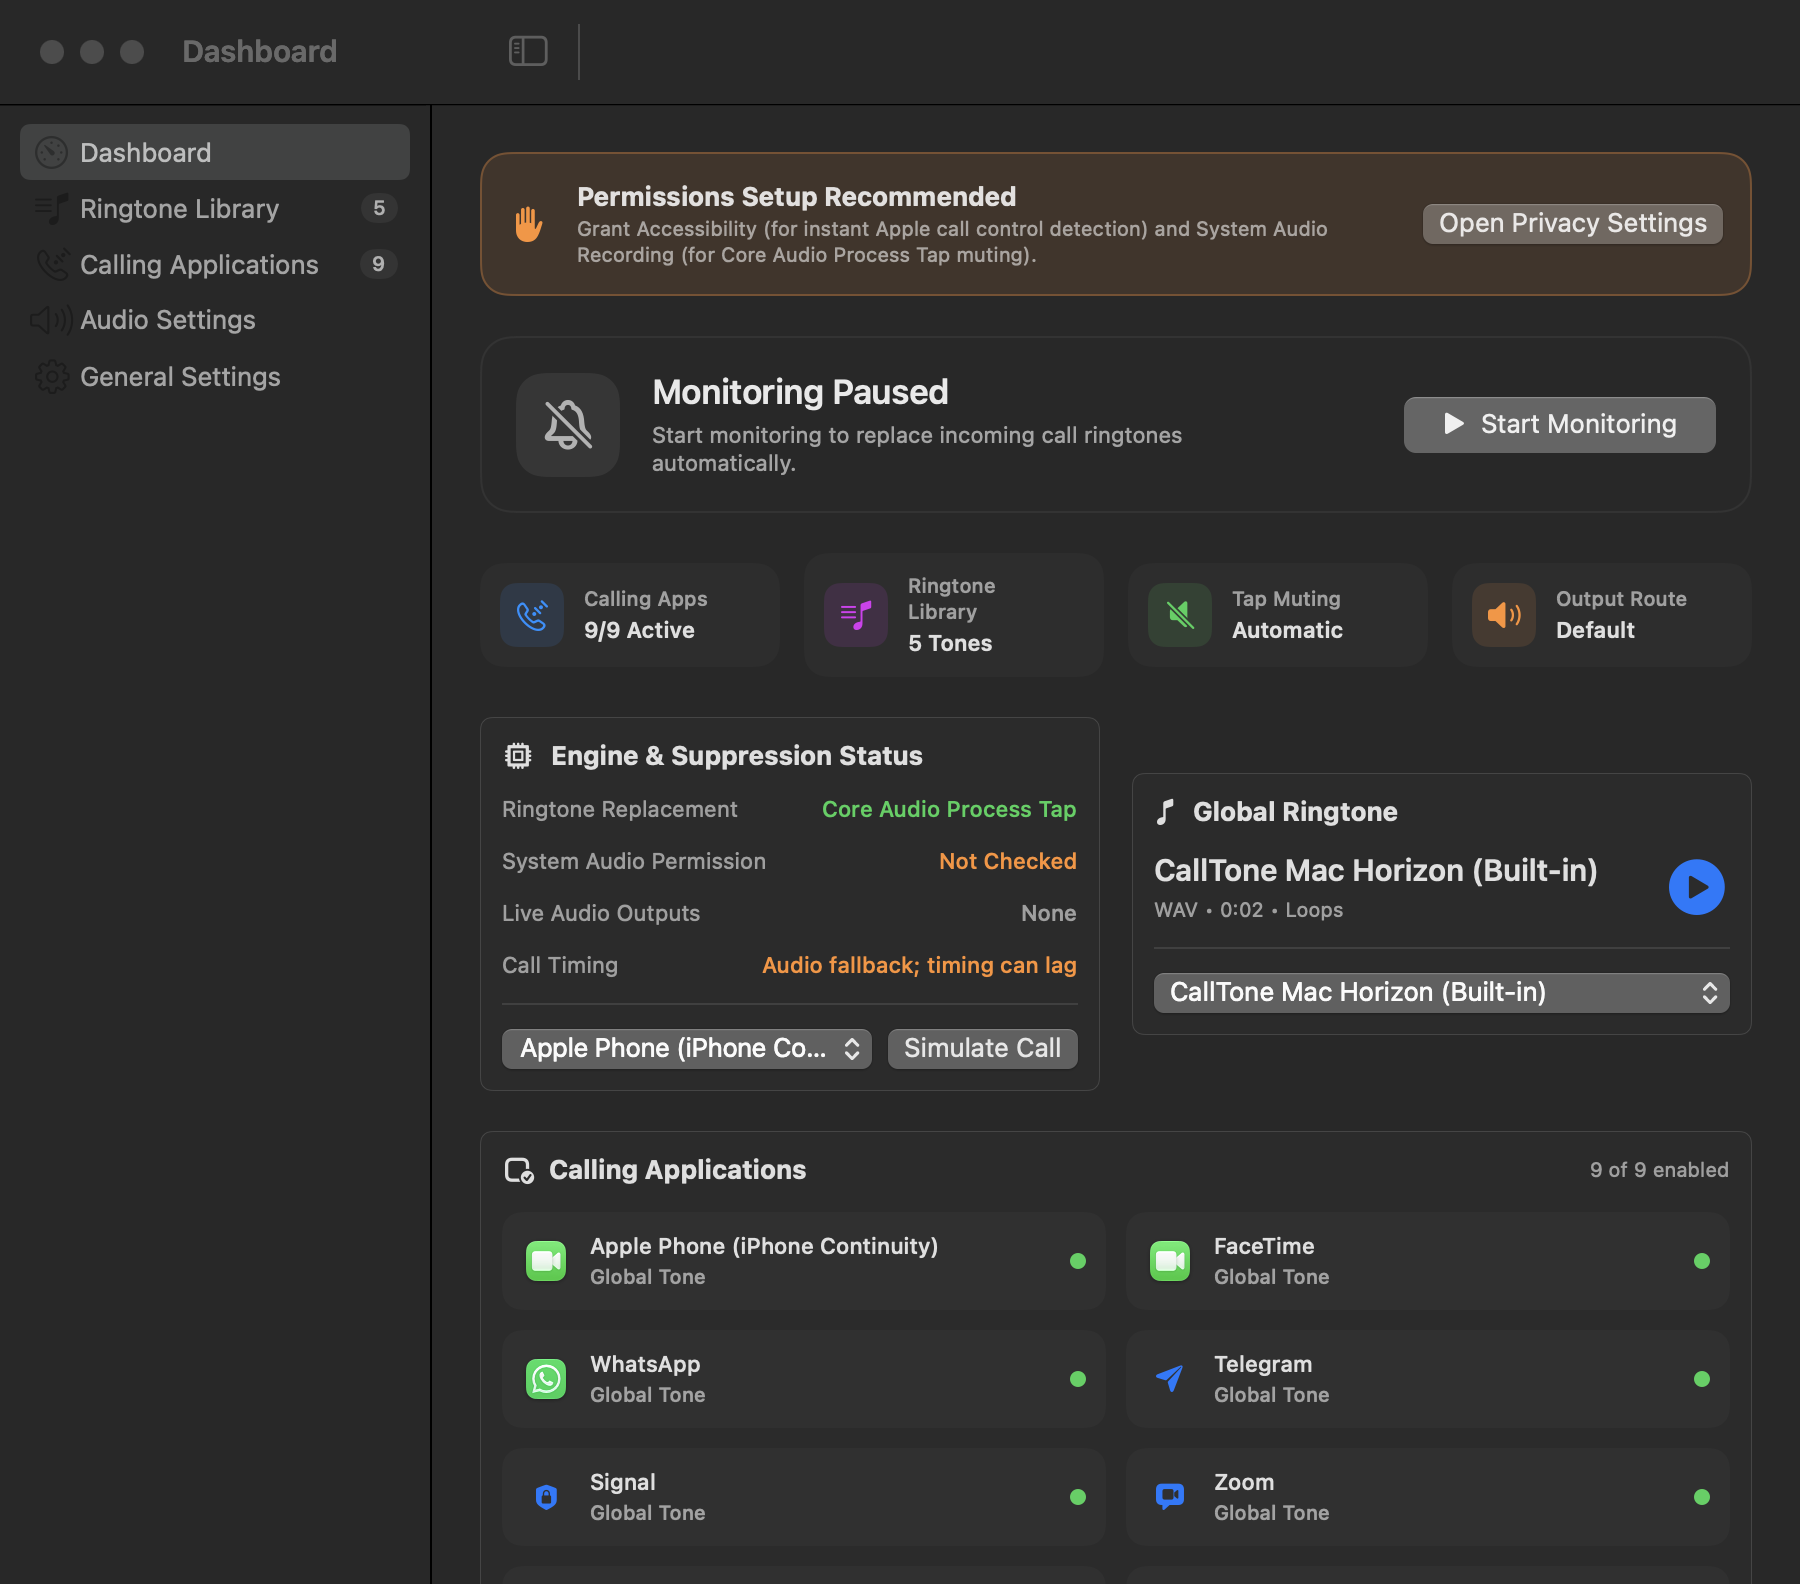 Dashboard
Dashboard
Ringtone Library 5
Calling Applications 9
Audio Settings
General Settings
Permissions Setup Recommended
Grant Accessibility (for instant Apple call control detection) and System Audio
Recording (for Core Audio Process Tap muting).
Open Privacy Settings
Monitoring Paused
Start monitoring to replace incoming call ringtones
automatically.
Start Monitoring
Calling Apps
9/9 Active
Ringtone
Library
5 Tones
Tap Muting
Automatic
Output Route
Default
Engine & Suppression Status
Ringtone Replacement Core Audio Process Tap
System Audio Permission Not Checked
Live Audio Outputs None
Call Timing Audio fallback; timing can lag
Apple Phone (iPhone Co... Simulate Call
Global Ringtone
CallTone Mac Horizon (Built-in)
WAV • 0:02 • Loops
CallTone Mac Horizon (Built-in)
Calling Applications 9 of 9 enabled
Apple Phone (iPhone Continuity)
Global Tone
FaceTime
Global Tone
WhatsApp
Global Tone
Telegram
Global Tone
Signal
Global Tone
Zoom
Global Tone